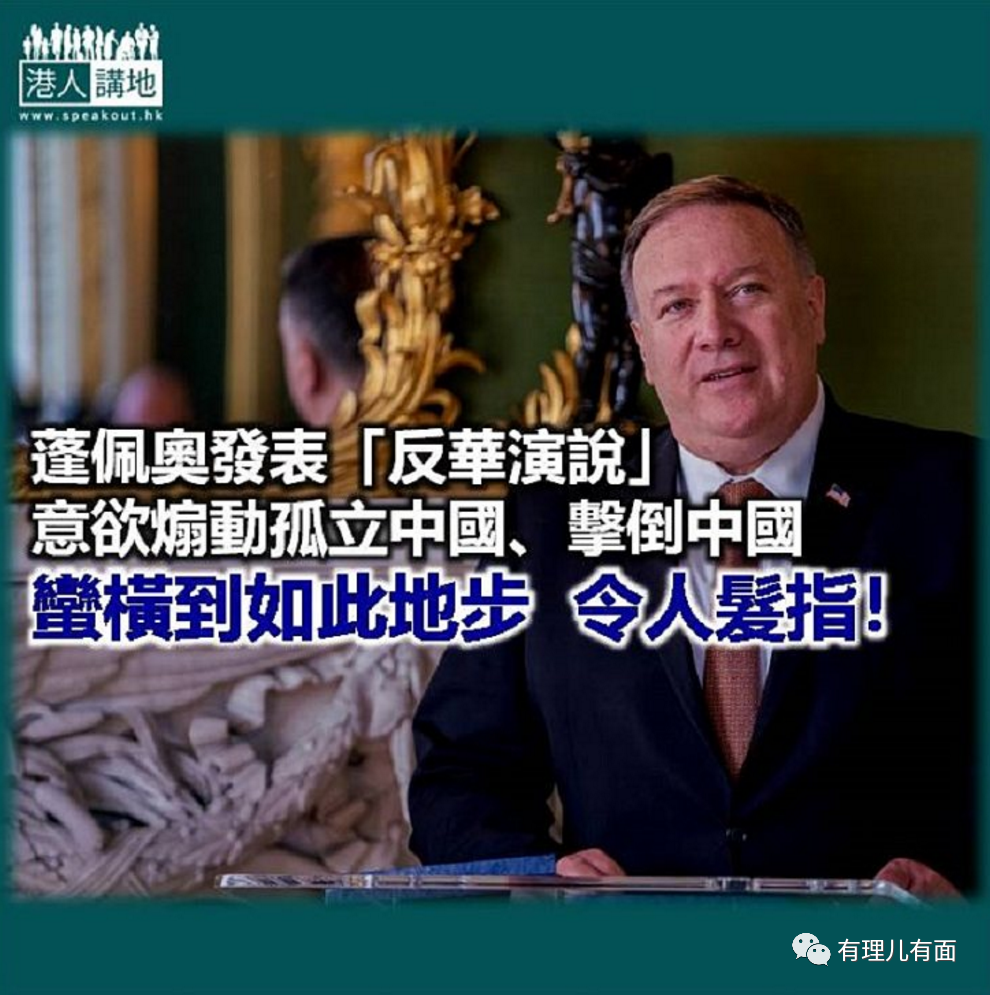 港人講地
www.speakout.hk
蓬佩奧發表「反華演說」
意欲煽動孤立中國、擊倒中國
蠻橫到如此地步 令人髮指!
有理儿有面